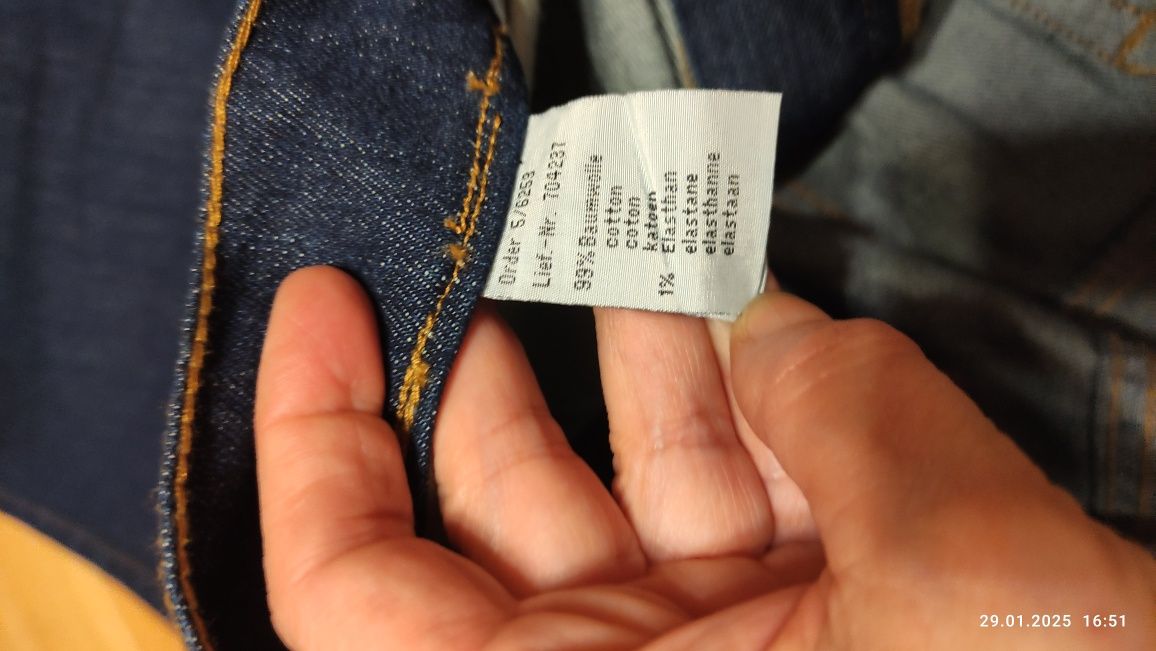 Order 5/6253
Lief.-Nr. 704237
99%Baumwolle
cotton
coton
katoen
1% Elasthan
elastane
elasthanne
elastaan
29.01.2025 16:51